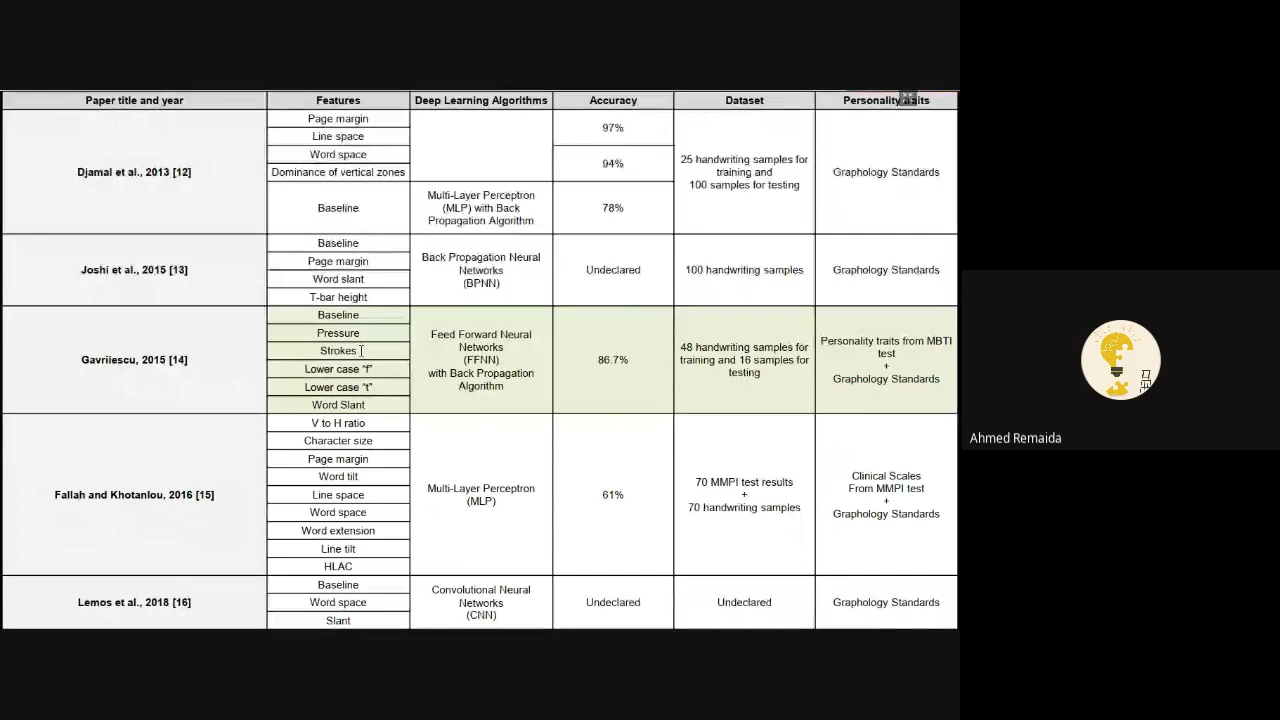 Paper title and year
Features
Deep Learning Algorithms
Accuracy
Dataset
Djamal et al., 2013 [12]
Page margin
Line space
Word space
Dominance of vertical zones
Baseline
Multi-Layer Perceptron
(MLP) with Back
Propagation Algorithm
97%
94%
78%
25 handwriting samples for
training and
100 samples for testing
Graphology Standards
Joshi et al., 2015 [13]
Baseline
Page margin
Word slant
T-bar height
Back Propagation Neural
Networks
(BPNN)
Undeclared
100 handwriting samples
Graphology Standards
Gavrilescu, 2015 [14]
Baseline
Pressure
Strokes
Lower case “f”
Lower case “t”
Word Slant
Feed Forward Neural
Networks
(FFNN)
with Back Propagation
Algorithm
86.7%
48 handwriting samples for
training and 16 samples for
testing
Personality traits from MBTI
test
+
Graphology Standards
Fallah and Khotanlou, 2016 [15]
V to H ratio
Character size
Page margin
Word tilt
Line space
Word space
Word extension
Line tilt
HLAC
Multi-Layer Perceptron
(MLP)
61%
70 MMPI test results
+
70 handwriting samples
Clinical Scales
From MMPI test
+
Graphology Standards
Lemos et al., 2018 [16]
Baseline
Word space
Slant
Convolutional Neural
Networks
(CNN)
Undeclared
Undeclared
Graphology Standards
Ahmed Remaida